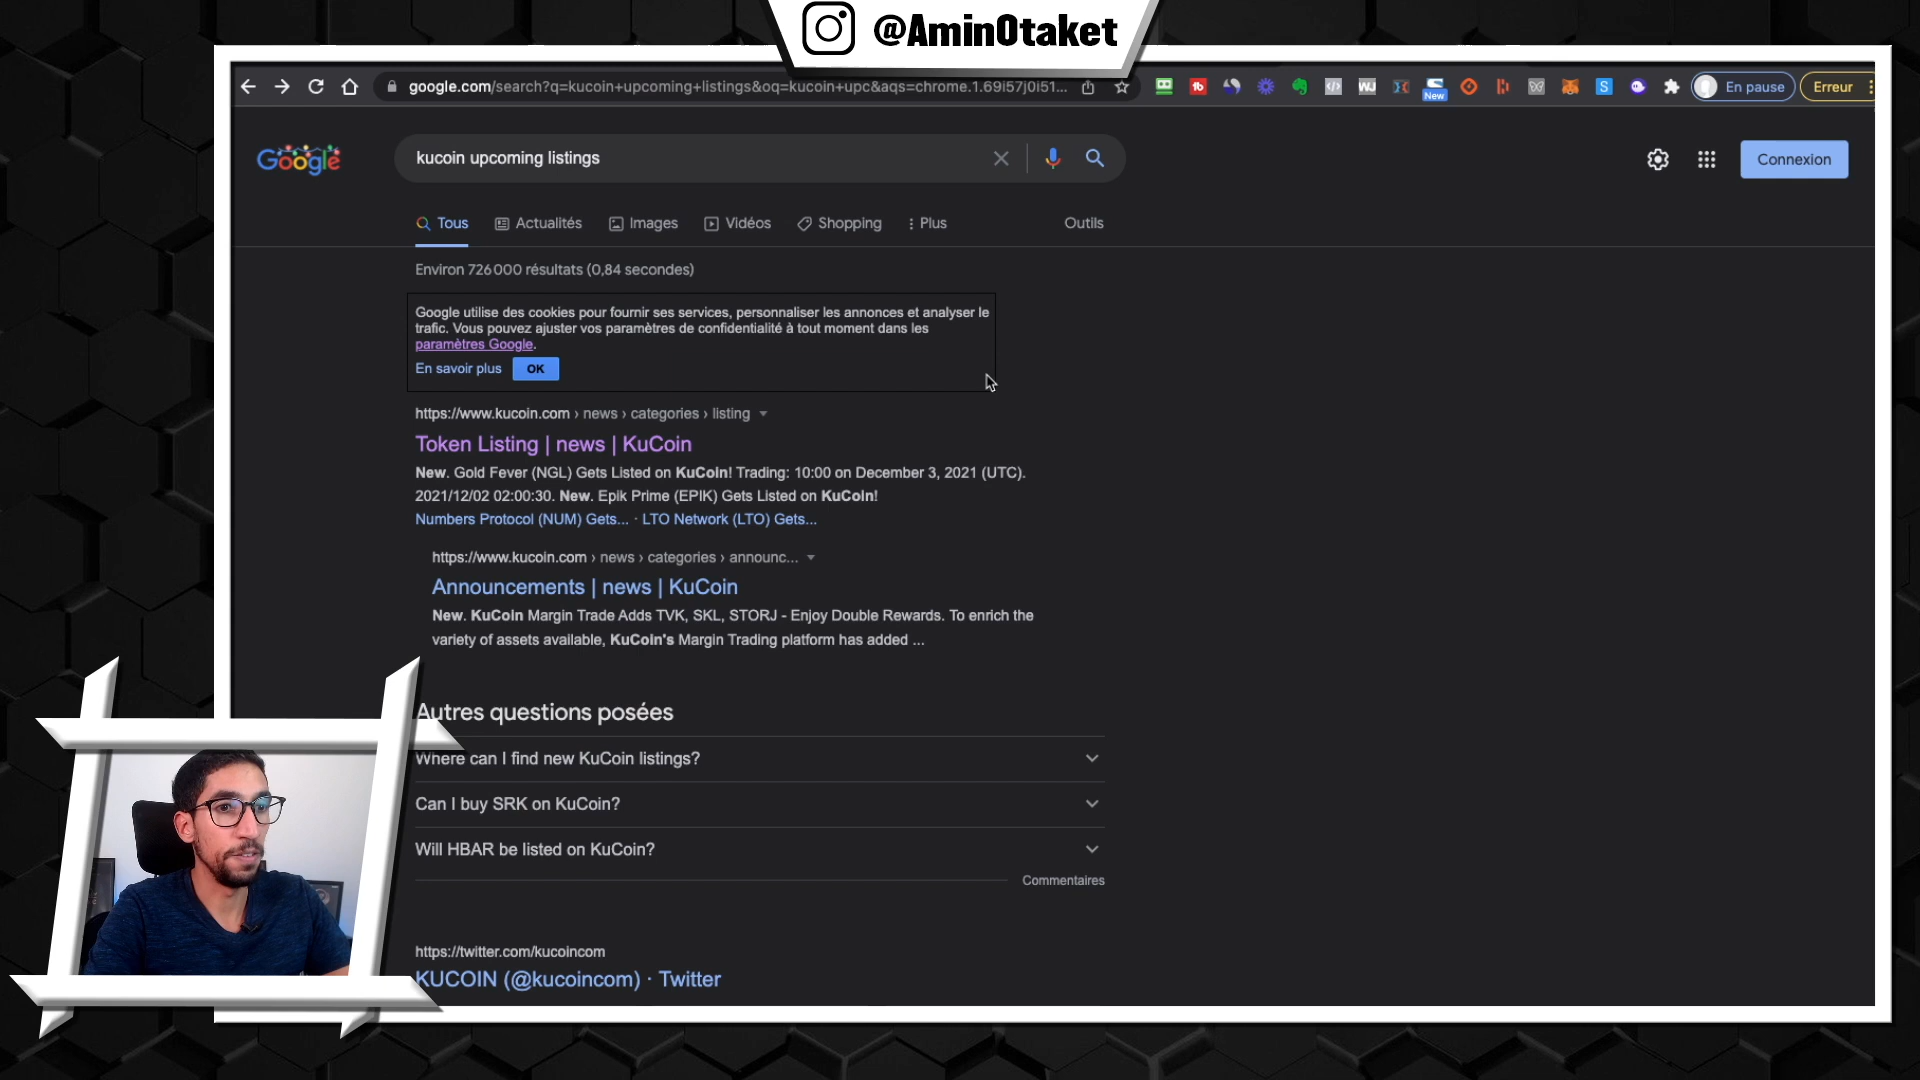 @AminOtaket
google.com/search?q=kucoin+upcoming+listings&oq=kucoin+upc&aqs=chrome.1.69i57j0i51...
New
En pause
Erreur
Google
kucoin upcoming listings
Connexion
Tous
Actualités
Images
Vidéos
Shopping
Plus
Outils
Environ 726 000 résultats (0,84 secondes)
Google utilise des cookies pour fournir ses services, personnaliser les annonces et analyser le
trafic. Vous pouvez ajuster vos paramètres de confidentialité à tout moment dans les
paramètres Google.
En savoir plus
OK
https://www.kucoin.com › news › categories › listing
Token Listing | news | KuCoin
New. Gold Fever (NGL) Gets Listed on KuCoin! Trading: 10:00 on December 3, 2021 (UTC).
2021/12/02 02:00:30. New. Epik Prime (EPIK) Gets Listed on KuCoin!
Numbers Protocol (NUM) Gets... · LTO Network (LTO) Gets...
https://www.kucoin.com › news › categories › announc...
Announcements | news | KuCoin
New. KuCoin Margin Trade Adds TVK, SKL, STORJ - Enjoy Double Rewards. To enrich the
variety of assets available, KuCoin's Margin Trading platform has added ...
Autres questions posées
Where can I find new KuCoin listings?
Can I buy SRK on KuCoin?
Will HBAR be listed on KuCoin?
Commentaires
https://twitter.com/kucoincom
KUCOIN (@kucoincom) · Twitter